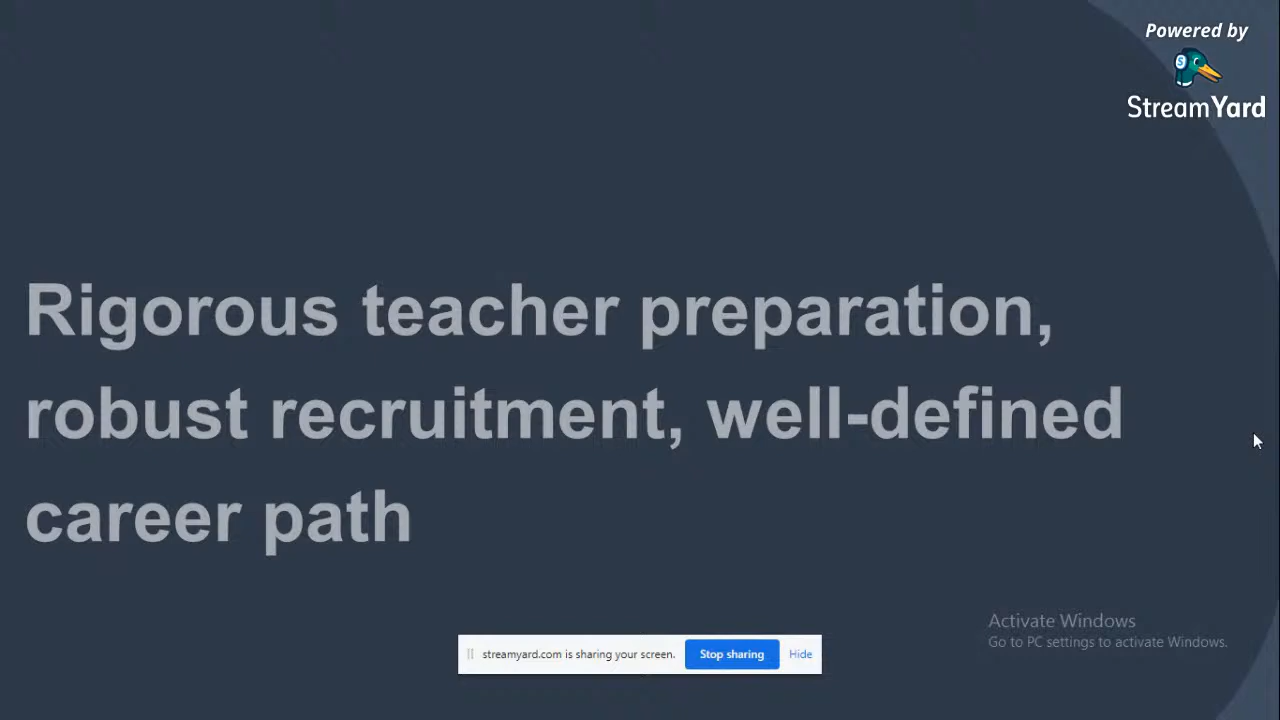 Powered by
StreamYard
Rigorous teacher preparation,
robust recruitment, well-defined
career path
Activate Windows
Go to PC settings to activate Windows.
streamyard.com is sharing your screen. Stop sharing Hide